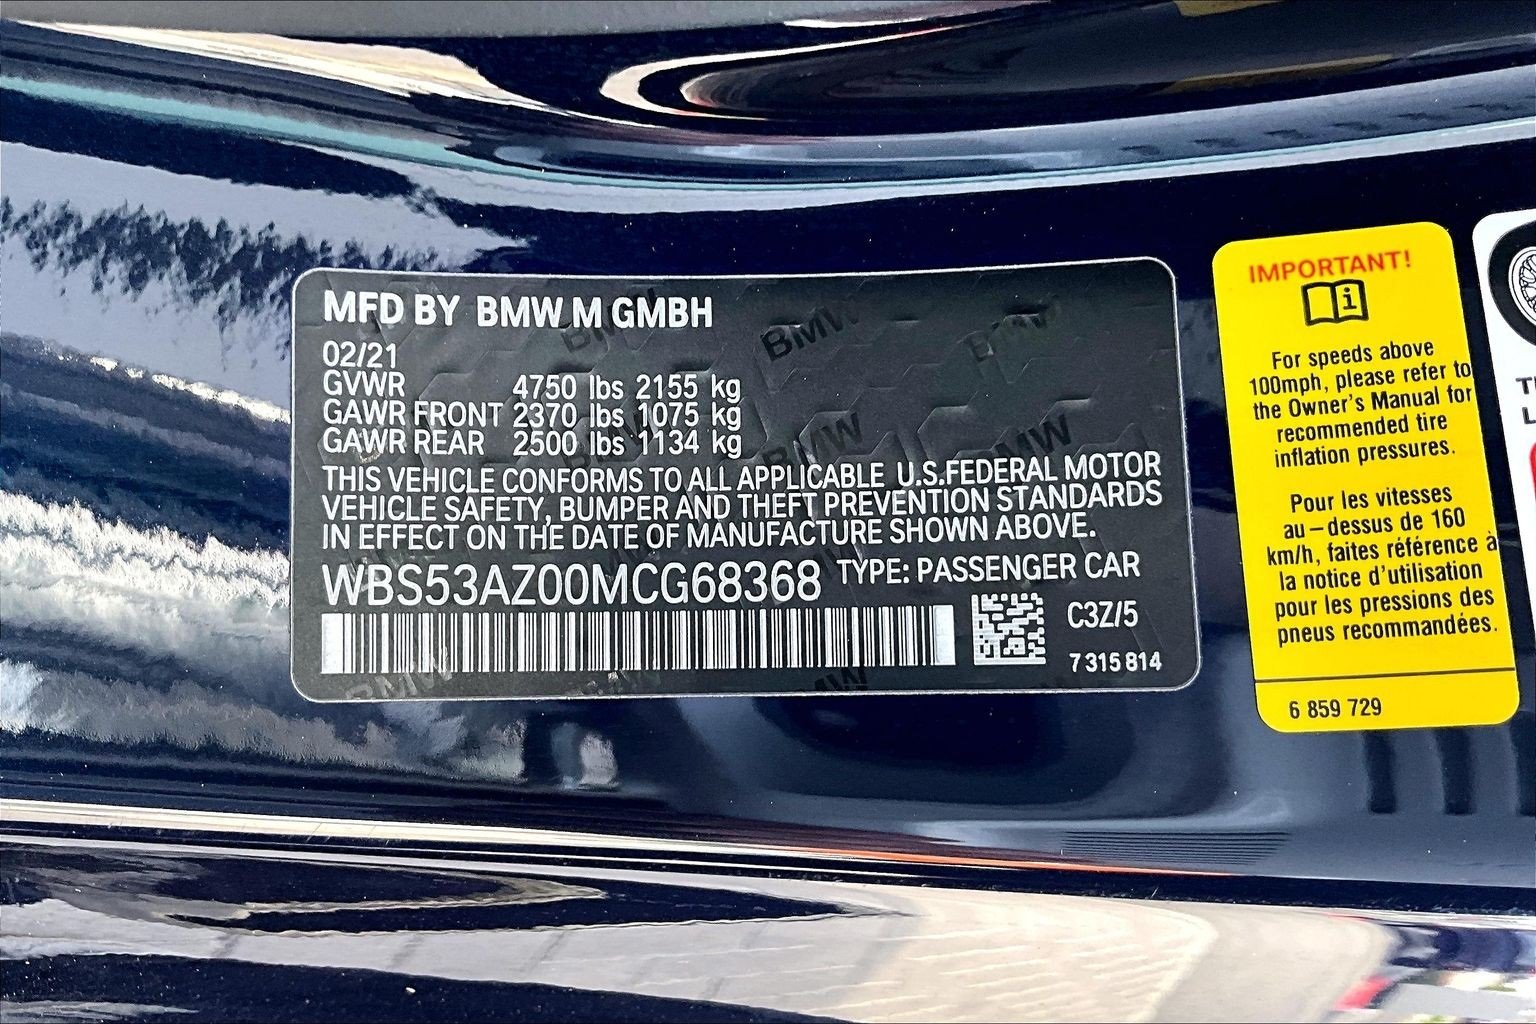 MFD BY BMW M GMBH
02/21
GVWR 4750 lbs 2155 kg
GAWR FRONT 2370 lbs 1075 kg
GAWR REAR 2500 lbs 1134 kg
THIS VEHICLE CONFORMS TO ALL APPLICABLE U.S.FEDERAL MOTOR
VEHICLE SAFETY, BUMPER AND THEFT PREVENTION STANDARDS
IN EFFECT ON THE DATE OF MANUFACTURE SHOWN ABOVE.
WBS53AZ00MCG68368 TYPE: PASSENGER CAR
C3Z/5
7 315 814
IMPORTANT!
For speeds above
100mph, please refer to
the Owner's Manual for
recommended tire
inflation pressures.
Pour les vitesses
au – dessus de 160
km/h, faites référence à
la notice d'utilisation
pour les pressions des
pneus recommandées.
6 859 729